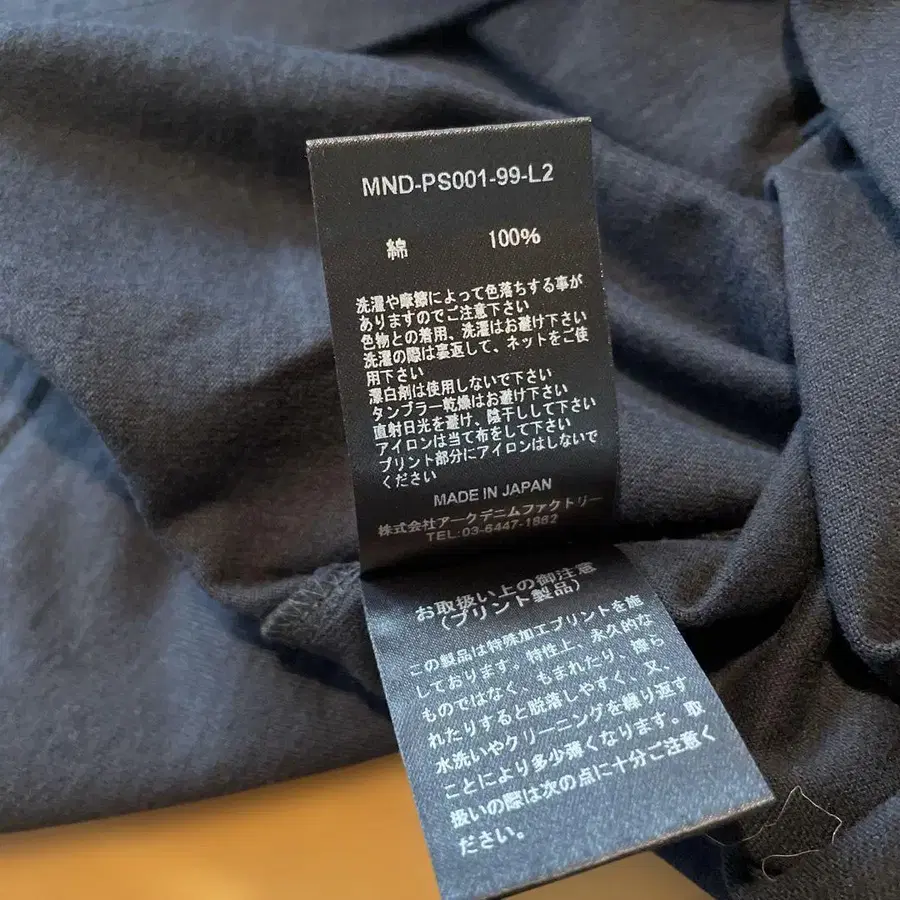 MND-PS001-99-L2
綿 100%
洗濯や摩擦によって色落ちする事が
ありますのでご注意下さい
色物との着用、洗濯はお避け下さい
洗濯の際は裏返して、ネットをご使
用下さい
漂白剤は使用しないで下さい
タンブラー乾燥はお避け下さい
直射日光を避け、陰干しして下さい
アイロンは当て布をして下さい
プリント部分にアイロンはしないで
ください
MADE IN JAPAN
株式会社アークデニムファクトリー
TEL:03-6447-1862
お取扱い上の御注意
(プリント製品)
この製品は特殊加工プリントを施
しております。特性上、永久的な
ものではなく、もまれたり、擦ら
れたりすると脱落しやすく、又、
水洗いやクリーニングを繰り返す
ことにより多少薄くなります。取
扱いの際は次の点に十分ご注意く
ださい。